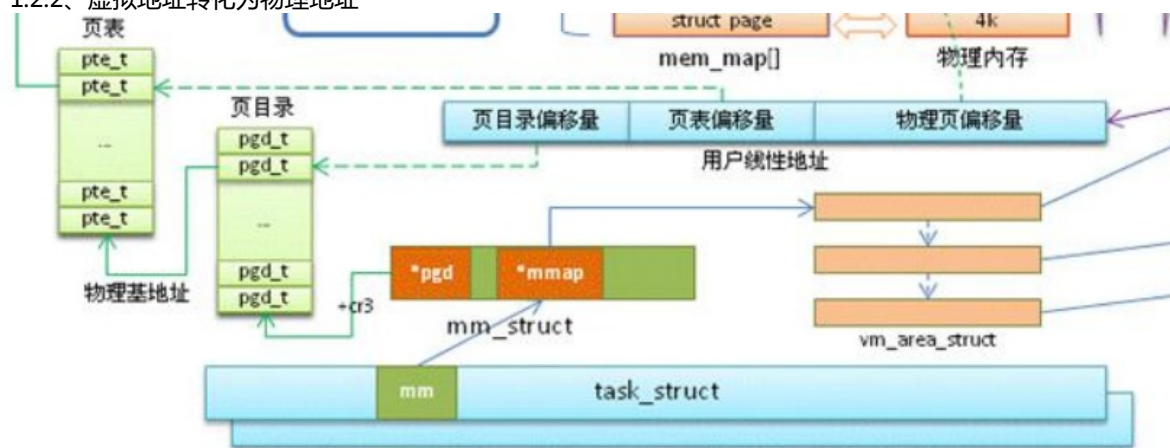 1.2.2、虚拟地址转化为物理地址
页表
struct page
4k
pte_t
mem_map[]
物理内存
pte_t
页目录
页目录偏移量
页表偏移量
物理页偏移量
...
pgd_t
用户线性地址
pgd_t
pte_t
pte_t
...
*pgd
*mmap
pgd_t
物理基地址
pgd_t
+cr3
mm_struct
vm_area_struct
mm
task_struct